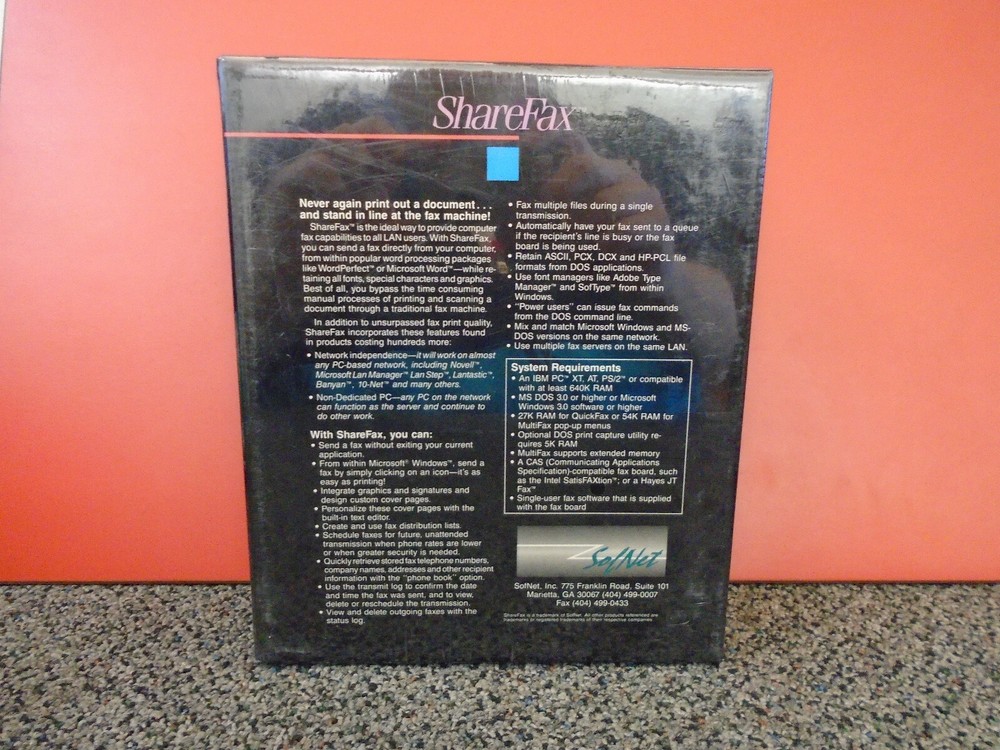 ShareFax
Never again print out a document...
and stand in line at the fax machine!
ShareFax™ is the ideal way to provide computer
fax capabilities to all LAN users. With ShareFax,
you can send a fax directly from your computer,
from within popular word processing packages
like WordPerfect™ or Microsoft Word™—while re-
taining all fonts, special characters and graphics.
Best of all, you bypass the time consuming
manual processes of printing and scanning a
document through a traditional fax machine.
In addition to unsurpassed fax print quality,
ShareFax incorporates these features found
in products costing hundreds more:
• Network independence—it will work on almost
any PC-based network, including Novell™,
Microsoft Lan Manager™ Lan Step™, Lantastic™,
Banyan™, 10-Net™ and many others.
• Non-Dedicated PC—any PC on the network
can function as the server and continue to
do other work.
With ShareFax, you can:
• Send a fax without exiting your current
application.
• From within Microsoft® Windows™, send a
fax by simply clicking on an icon—it's as
easy as printing!
• Integrate graphics and signatures and
design custom cover pages.
• Personalize these cover pages with the
built-in text editor.
• Create and use fax distribution lists.
• Schedule faxes for future, unattended
transmission when phone rates are lower
or when greater security is needed.
• Quickly retrieve stored fax telephone numbers,
company names, addresses and other recipient
information with the "phone book" option.
• Use the transmit log to confirm the date
and time the fax was sent, and to view,
delete or reschedule the transmission.
• View and delete outgoing faxes with the
status log.
• Fax multiple files during a single
transmission.
• Automatically have your fax sent to a queue
if the recipient's line is busy or the fax
board is being used.
• Retain ASCII, PCX, DCX and HP-PCL file
formats from DOS applications.
• Use font managers like Adobe Type
Manager™ and SofType™ from within
Windows.
• "Power users" can issue fax commands
from the DOS command line.
• Mix and match Microsoft Windows and MS-
DOS versions on the same network.
• Use multiple fax servers on the same LAN.
System Requirements
• An IBM PC™ XT, AT, PS/2™ or compatible
with at least 640K RAM
• MS DOS 3.0 or higher or Microsoft
Windows 3.0 software or higher
• 27K RAM for QuickFax or 54K RAM for
MultiFax pop-up menus
• Optional DOS print capture utility re-
quires 5K RAM
• MultiFax supports extended memory
• A CAS (Communicating Applications
Specification)-compatible fax board, such
as the Intel SatisFAXtion™; or a Hayes JT
Fax™
• Single-user fax software that is supplied
with the fax board
SofNet
SofNet, Inc. 775 Franklin Road, Suite 101
Marietta, GA 30067 (404) 499-0007
Fax (404) 499-0433
ShareFax is a trademark of SofNet. All other products referenced are
trademarks or registered trademarks of their respective companies.